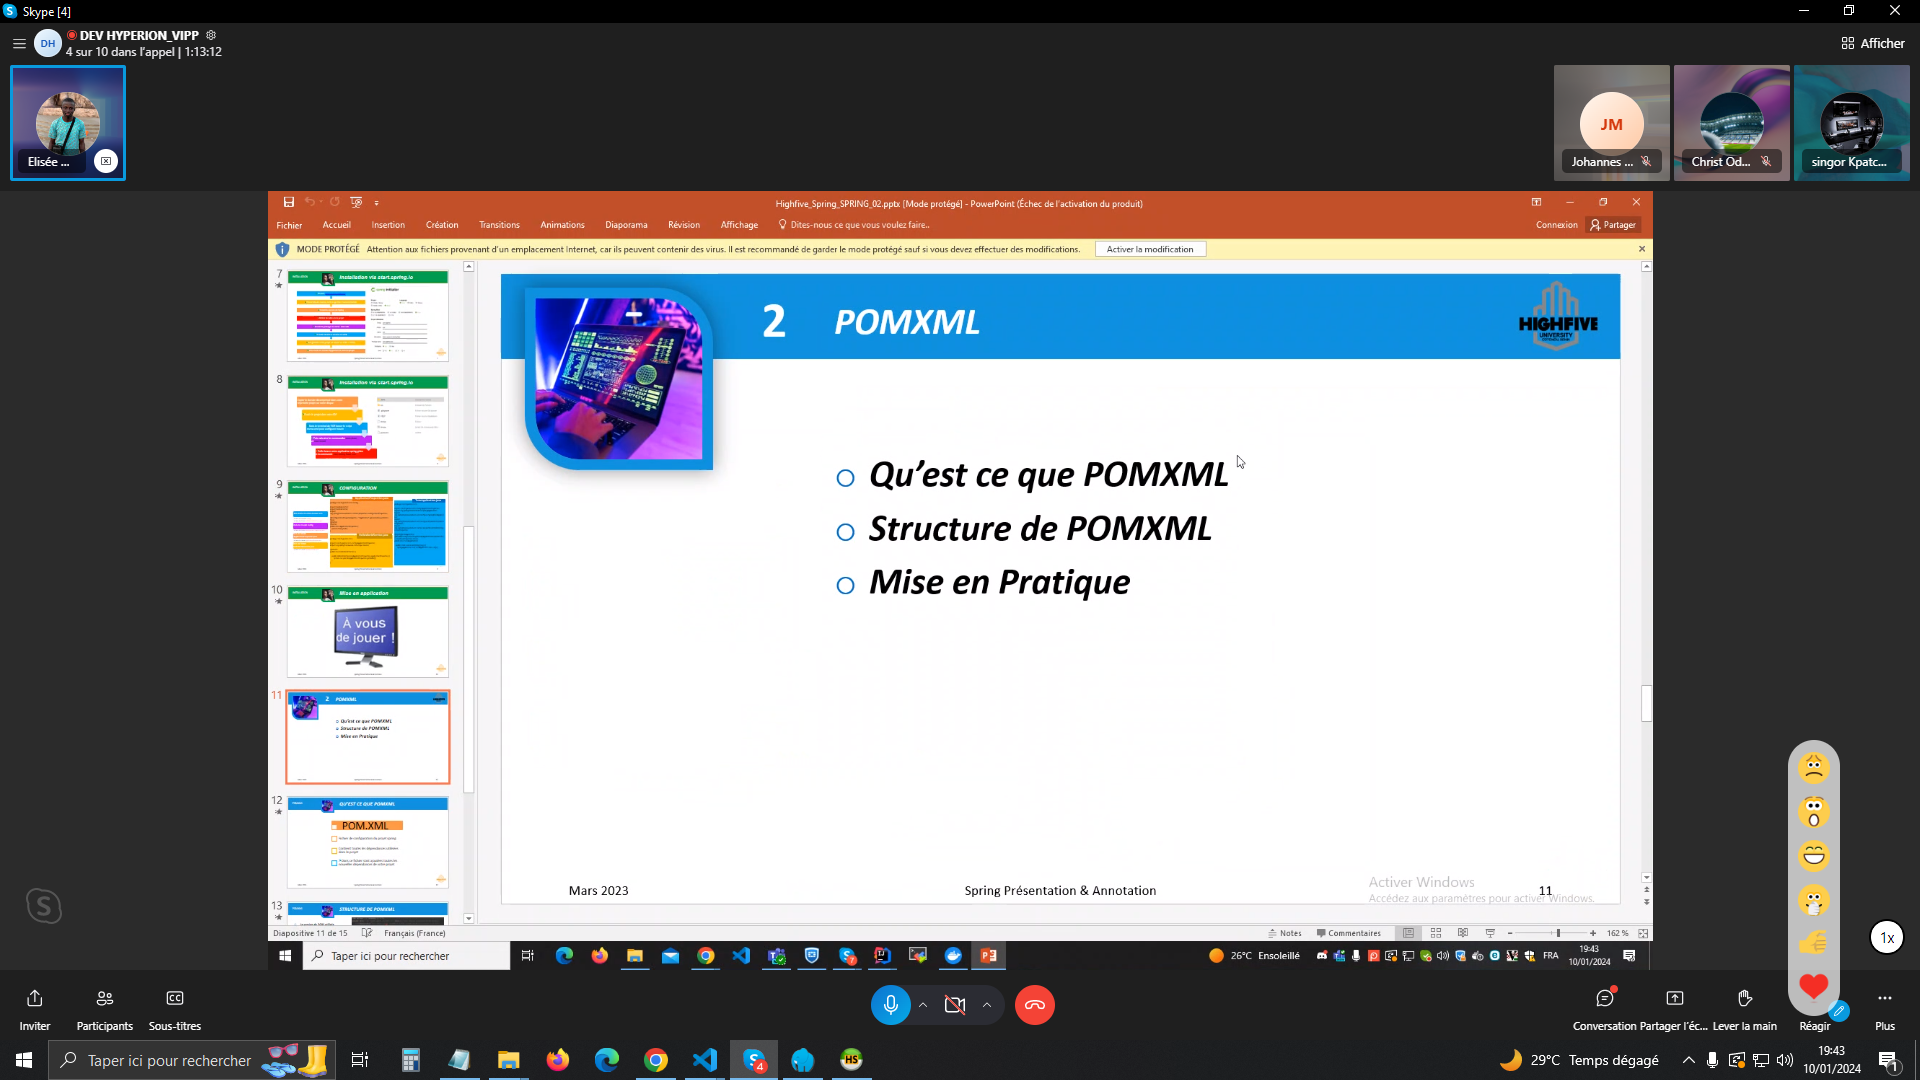 Skype [4]
DH
DEV HYPERION_VIPP
4 sur 10 dans l'appel | 1:13:12
Afficher
Elisée ...
JM
Johannes ...
Christ Od...
singor Kpatc...
Highfive_Spring_SPRING_02.pptx [Mode protégé] - PowerPoint (Échec de l'activation du produit)
Fichier Accueil Insertion Création Transitions Animations Diaporama Révision Affichage Dites-nous ce que vous voulez faire.. Connexion Partager
MODE PROTÉGÉ Attention aux fichiers provenant d'un emplacement Internet, car ils peuvent contenir des virus. Il est recommandé de garder le mode protégé sauf si vous devez effectuer des modifications. Activer la modification
7
Installation via start.spring.io
8
Installation via start.spring.io
9
CONFIGURATION
10
Mise en application
À vous
de jouer !
11
2 POMXML
Qu'est ce que POMXML
Structure de POMXML
Mise en Pratique
12
QU'EST CE QUE POMXML
POM.XML
13
STRUCTURE DE POMXML
2 POMXML
HIGHFIVE
UNIVERSITY
Qu'est ce que POMXML
Structure de POMXML
Mise en Pratique
Mars 2023
Spring Présentation & Annotation
11
Activer Windows
Accédez aux paramètres pour activer Windows.
Diapositive 11 de 15 Français (France)
Notes Commentaires 162 %
Taper ici pour rechercher
26°C Ensoleillé
FRA
19:43
10/01/2024
1x
Inviter
Participants
Sous-titres
Conversation
Partager l'éc...
Lever la main
Réagir
Plus
Taper ici pour rechercher
4
HS
29°C Temps dégagé
19:43
10/01/2024
1